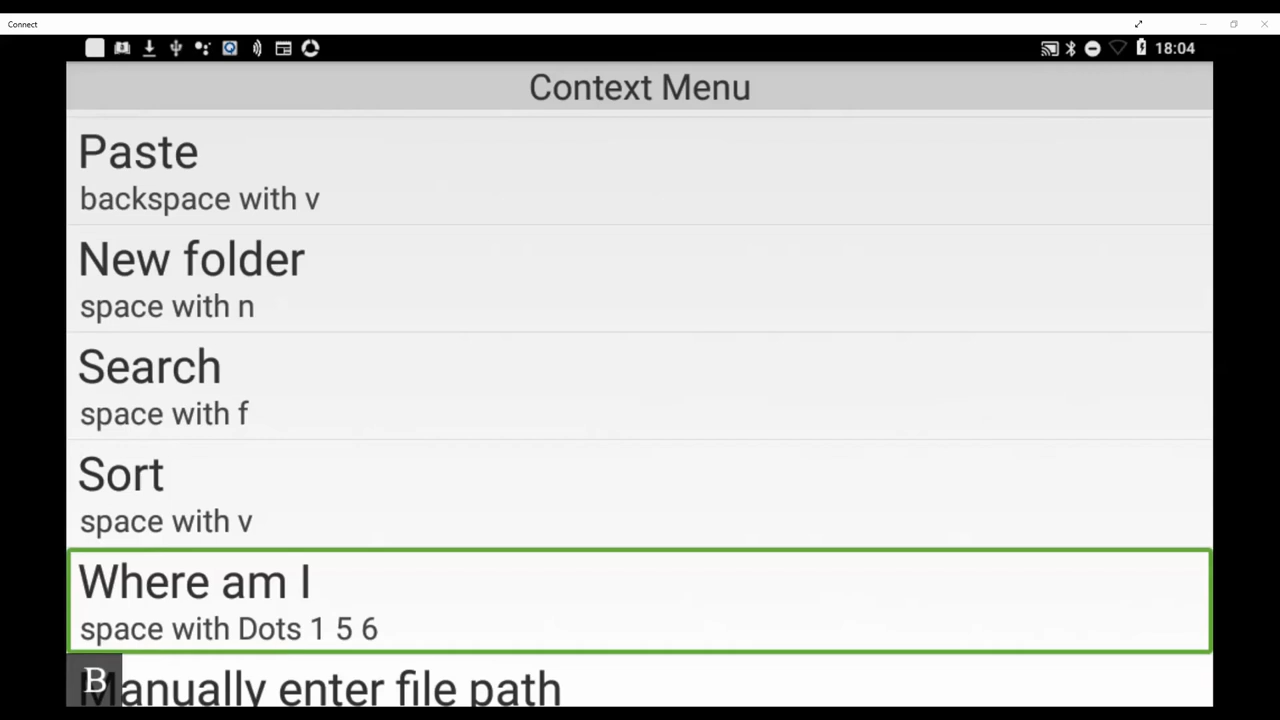 Connect
18:04
Context Menu
Paste
backspace with v
New folder
space with n
Search
space with f
Sort
space with v
Where am I
space with Dots 1 5 6
Manually enter file path
B